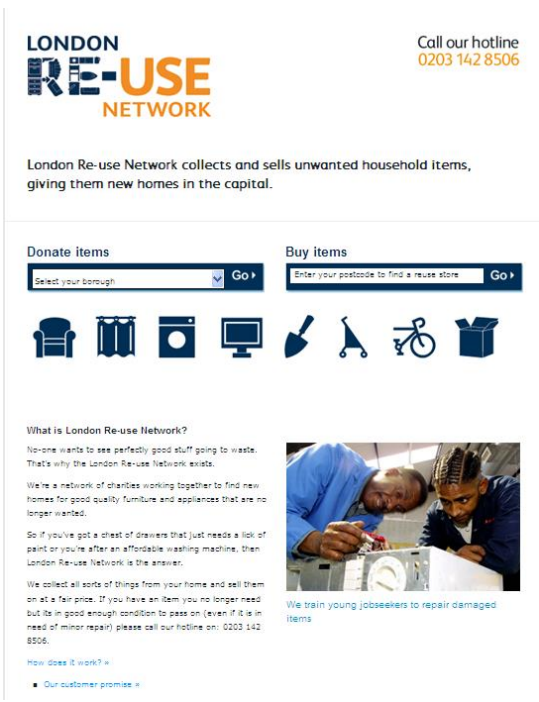 LONDON
RE-USE
NETWORK
Call our hotline
0203 142 8506
London Re-use Network collects and sells unwanted household items,
giving them new homes in the capital.
Donate items
Select your borough
Go
Buy items
Enter your postcode to find a reuse store
Go
What is London Re-use Network?
No-one wants to see perfectly good stuff going to waste.
That's why the London Re-use Network exists.
We're a network of charities working together to find new
homes for good quality furniture and appliances that are no
longer wanted.
So if you've got a chest of drawers that just needs a lick of
paint or you're after an affordable washing machine, then
London Re-use Network is the answer.
We collect all sorts of things from your home and sell them
on at a fair price. If you have an item you no longer need
but its in good enough condition to pass on (even if it is in
need of minor repair) please call our hotline on: 0203 142
8506.
How does it work? »
▪ Our customer promise »
We train young jobseekers to repair damaged
items